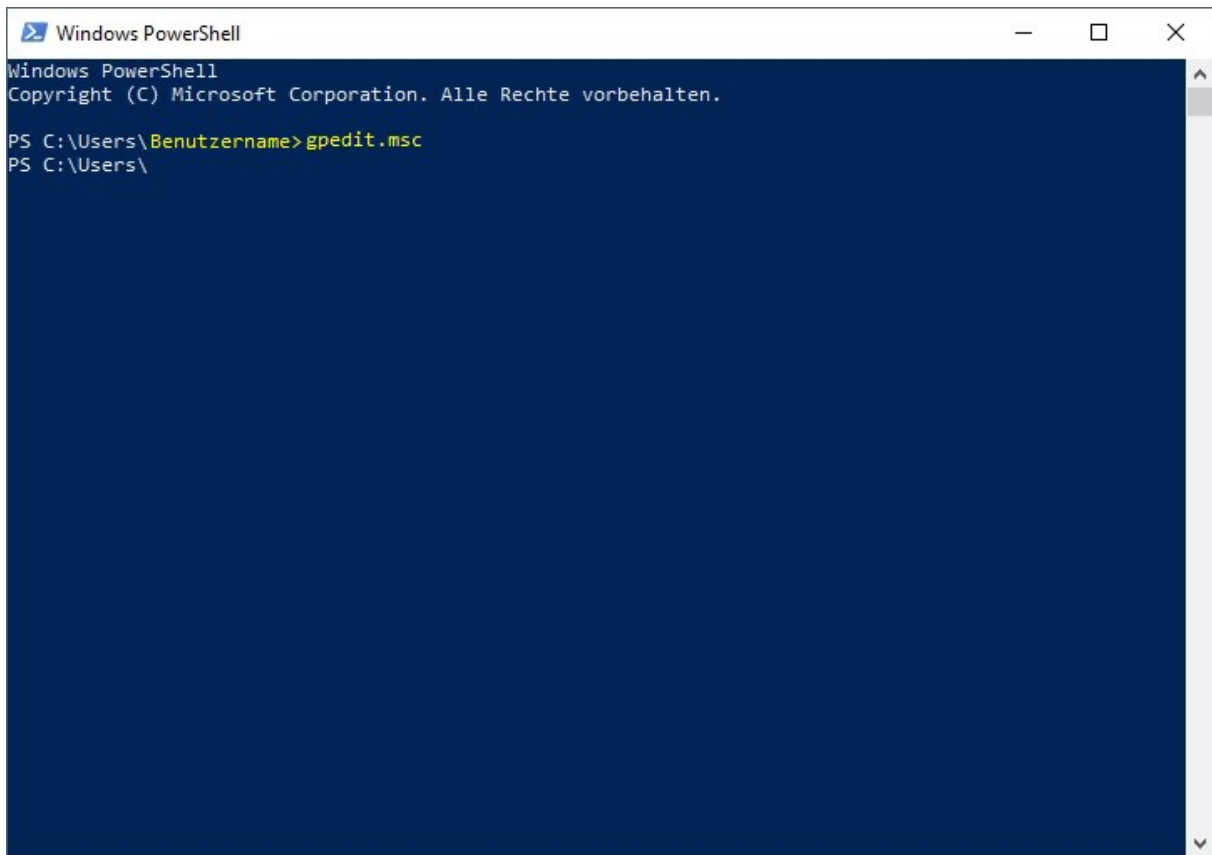 Windows PowerShell
Windows PowerShell
Copyright (C) Microsoft Corporation. Alle Rechte vorbehalten.
PS C:\Users\Benutzername>gpedit.msc
PS C:\Users\